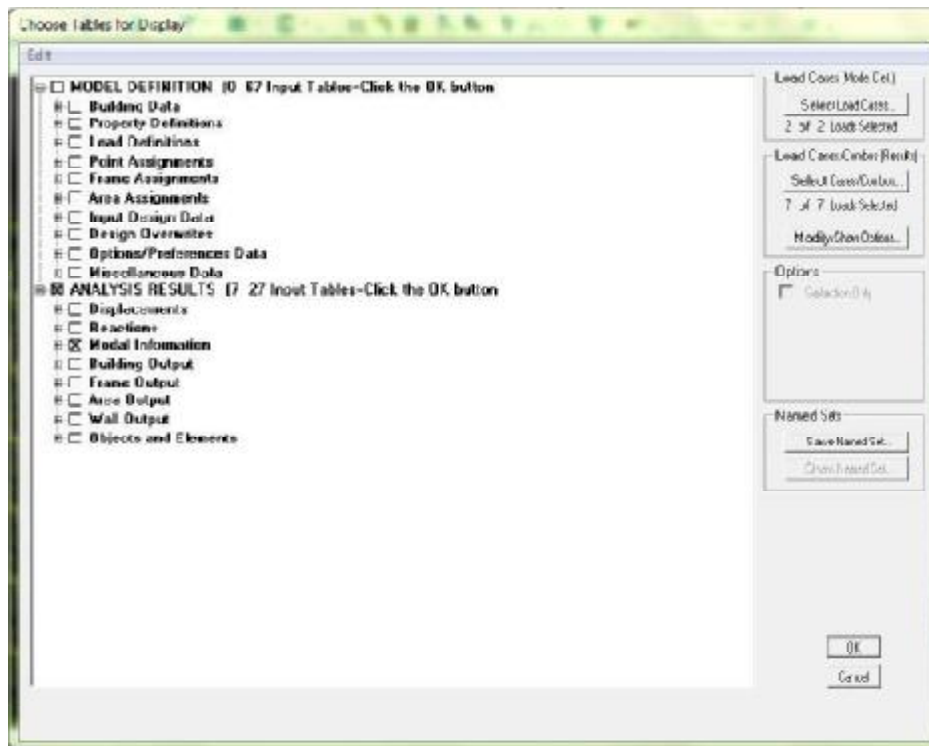 Choose Tables for Display
Edit
MODEL DEFINITION (0 67 Input Tables-Click the OK button
Building Data
Property Definitions
Load Definitions
Point Assignments
Frame Assignments
Area Assignments
Input Design Data
Design Overwrites
Options/Preferences Data
Miscellaneous Data
ANALYSIS RESULTS (7 27 Input Tables-Click the OK button
Displacements
Reactions
Modal Information
Building Output
Frame Output
Area Output
Wall Output
Objects and Elements
Load Cases Mode Def.)
Select Load Cases...
2 of 2 Loads Selected
Load Cases/Combos (Results)
Select Cases/Combos...
7 of 7 Loads Selected
Modify/Show Options...
Options
Selection Only
Named Sets
Save Named Set...
Named Set...
OK
Cancel